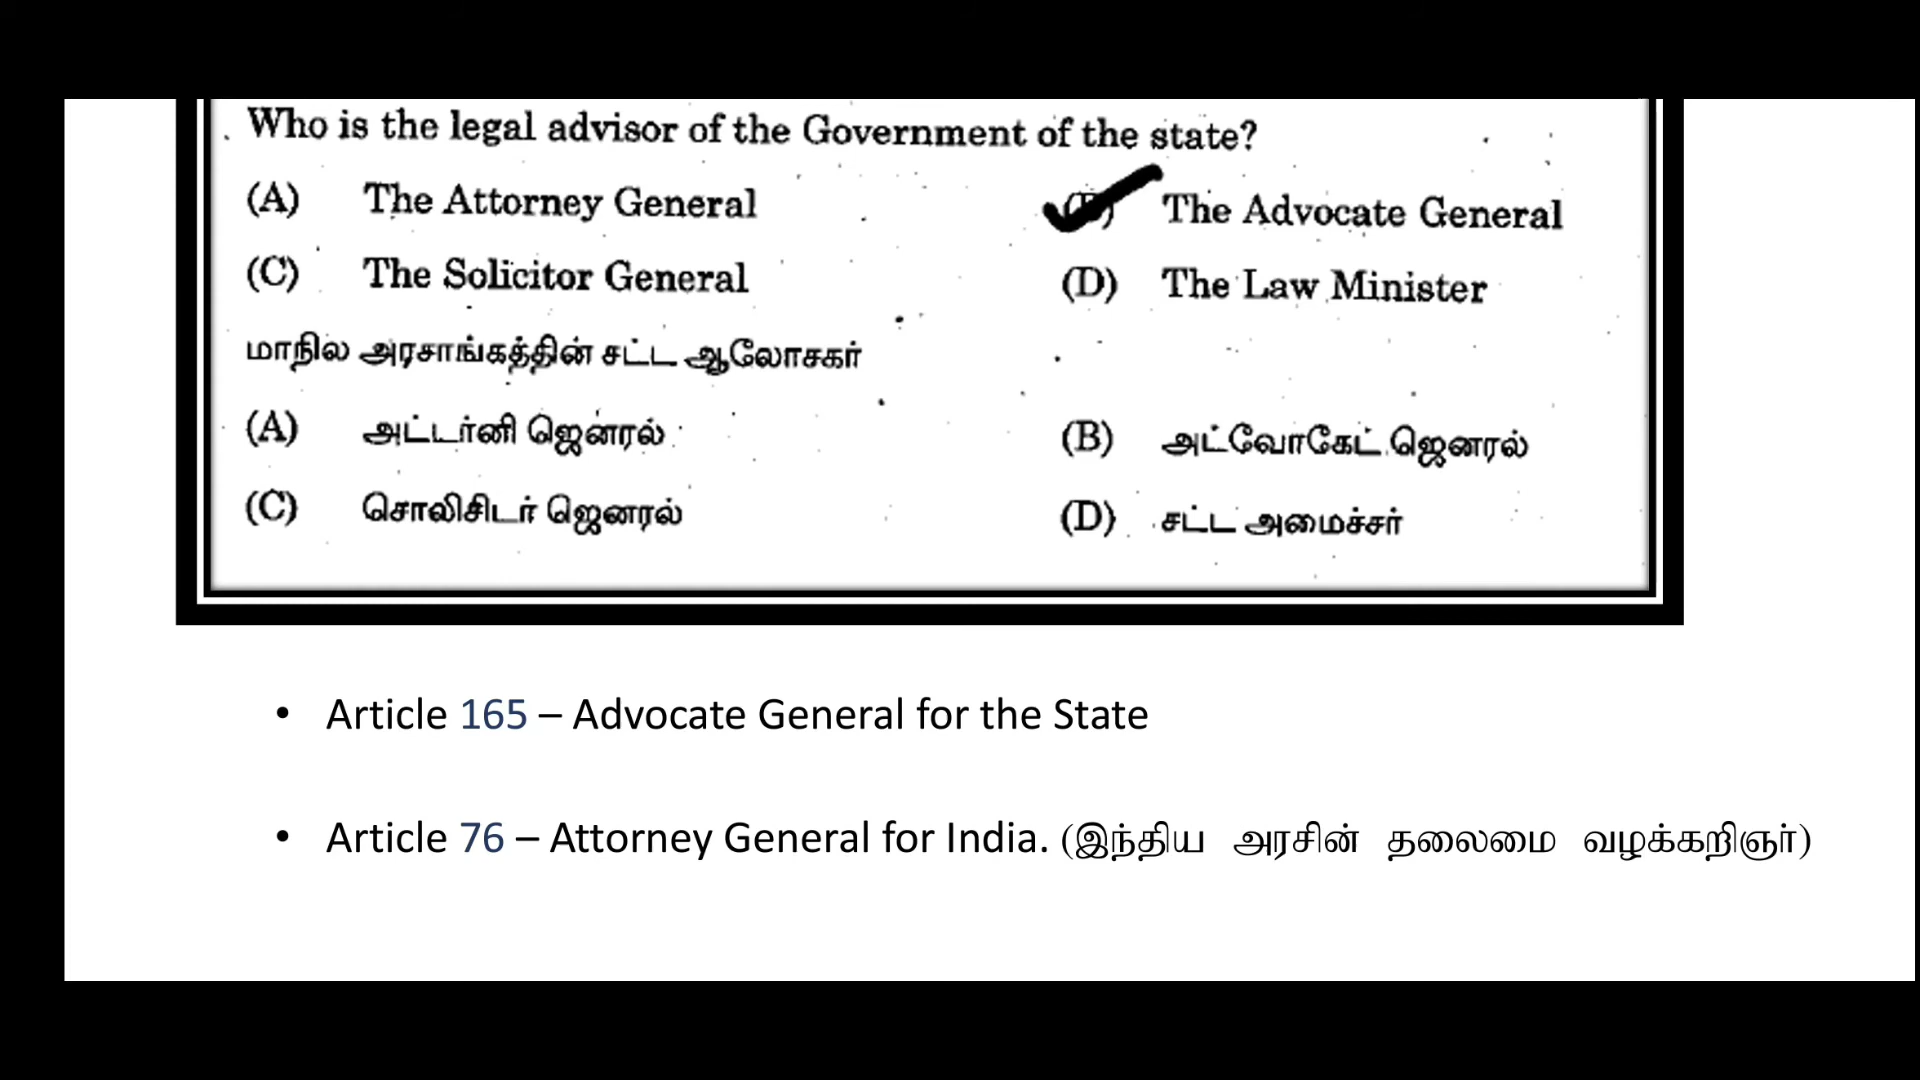 Who is the legal advisor of the Government of the state?
(A) The Attorney General (B) The Advocate General
(C) The Solicitor General (D) The Law Minister
மாநில அரசாங்கத்தின் சட்ட ஆலோசகர்
(A) அட்டர்னி ஜெனரல் (B) அட்வோகேட் ஜெனரல்
(C) சொலிசிடர் ஜெனரல் (D) சட்ட அமைச்சர்
• Article 165 – Advocate General for the State
• Article 76 – Attorney General for India. (இந்திய அரசின் தலைமை வழக்கறிஞர்)